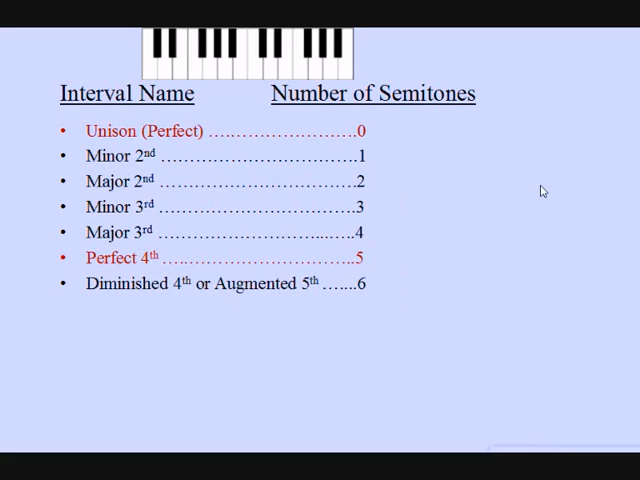 Interval Name Number of Semitones
• Unison (Perfect) ….…………………..0
• Minor 2nd …………………………….1
• Major 2nd …………………………….2
• Minor 3rd …………………………….3
• Major 3rd ………………………...…..4
• Perfect 4th ….………………………..5
• Diminished 4th or Augmented 5th …....6